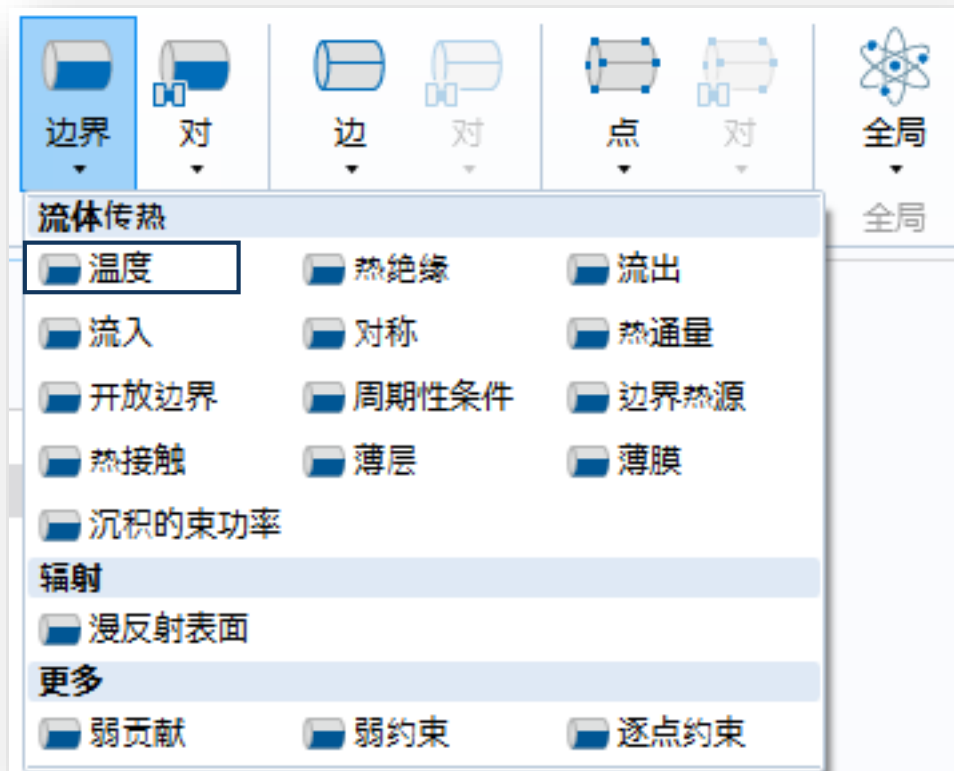 边界 对 边 对 点 对 全局
全局
流体传热
温度 热绝缘 流出
流入 对称 热通量
开放边界 周期性条件 边界热源
热接触 薄层 薄膜
沉积的束功率
辐射
漫反射表面
更多
弱贡献 弱约束 逐点约束